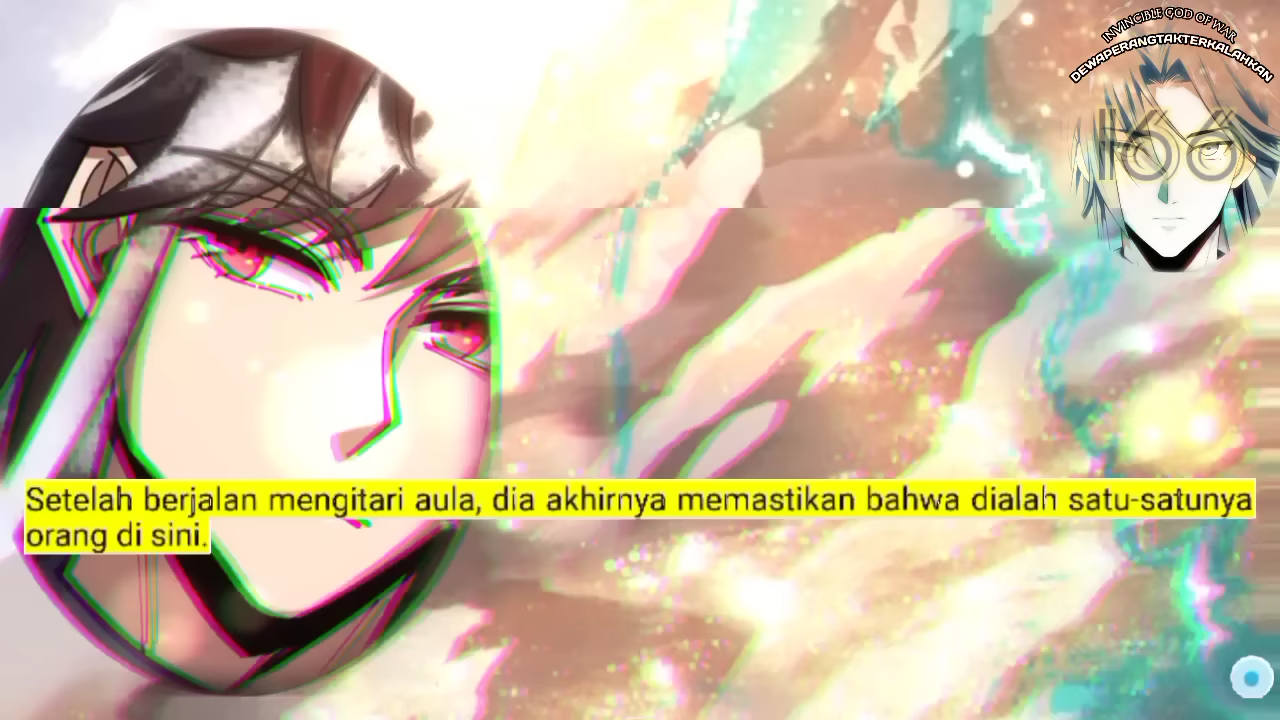 INVINCIBLE GOD OF WAR
DEWAPERANGTAKTERKALAHKAN
166
Setelah berjalan mengitari aula, dia akhirnya memastikan bahwa dialah satu-satunya
orang di sini.